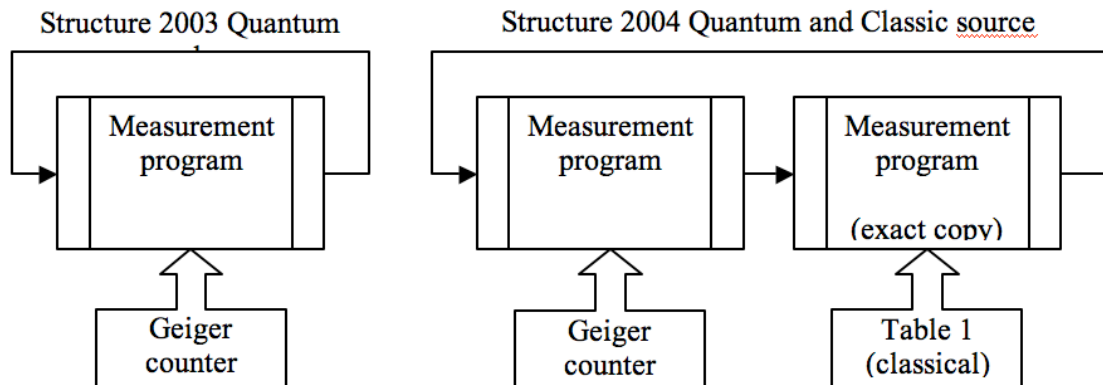 Structure 2003 Quantum
Measurement
program
Geiger
counter
Structure 2004 Quantum and Classic source
Measurement
program
Measurement
program
(exact copy)
Geiger
counter
Table 1
(classical)